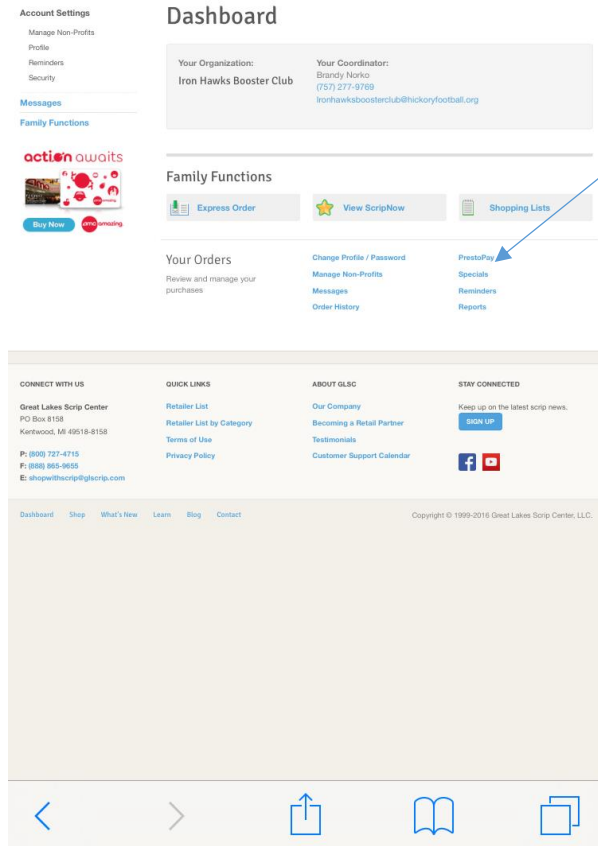 Account Settings
Manage Non-Profits
Profile
Reminders
Security
Messages
Family Functions
action awaits
Buy Now
amazing
Dashboard
Your Organization:
Iron Hawks Booster Club
Your Coordinator:
Brandy Norko
(757) 277-9769
Ironhawksboosterclub@hickoryfootball.org
Family Functions
Express Order
View ScripNow
Shopping Lists
Your Orders
Review and manage your
purchases
Change Profile / Password
Manage Non-Profits
Messages
Order History
PrestoPay
Specials
Reminders
Reports
CONNECT WITH US
Great Lakes Scrip Center
PO Box 8158
Kentwood, MI 49518-8158
P: (800) 727-4715
F: (888) 865-9655
E: shopwithscrip@glscrip.com
QUICK LINKS
Retailer List
Retailer List by Category
Terms of Use
Privacy Policy
ABOUT GLSC
Our Company
Becoming a Retail Partner
Testimonials
Customer Support Calendar
STAY CONNECTED
Keep up on the latest scrip news.
SIGN UP
Dashboard Shop What's New Learn Blog Contact
Copyright © 1999-2016 Great Lakes Scrip Center, LLC.